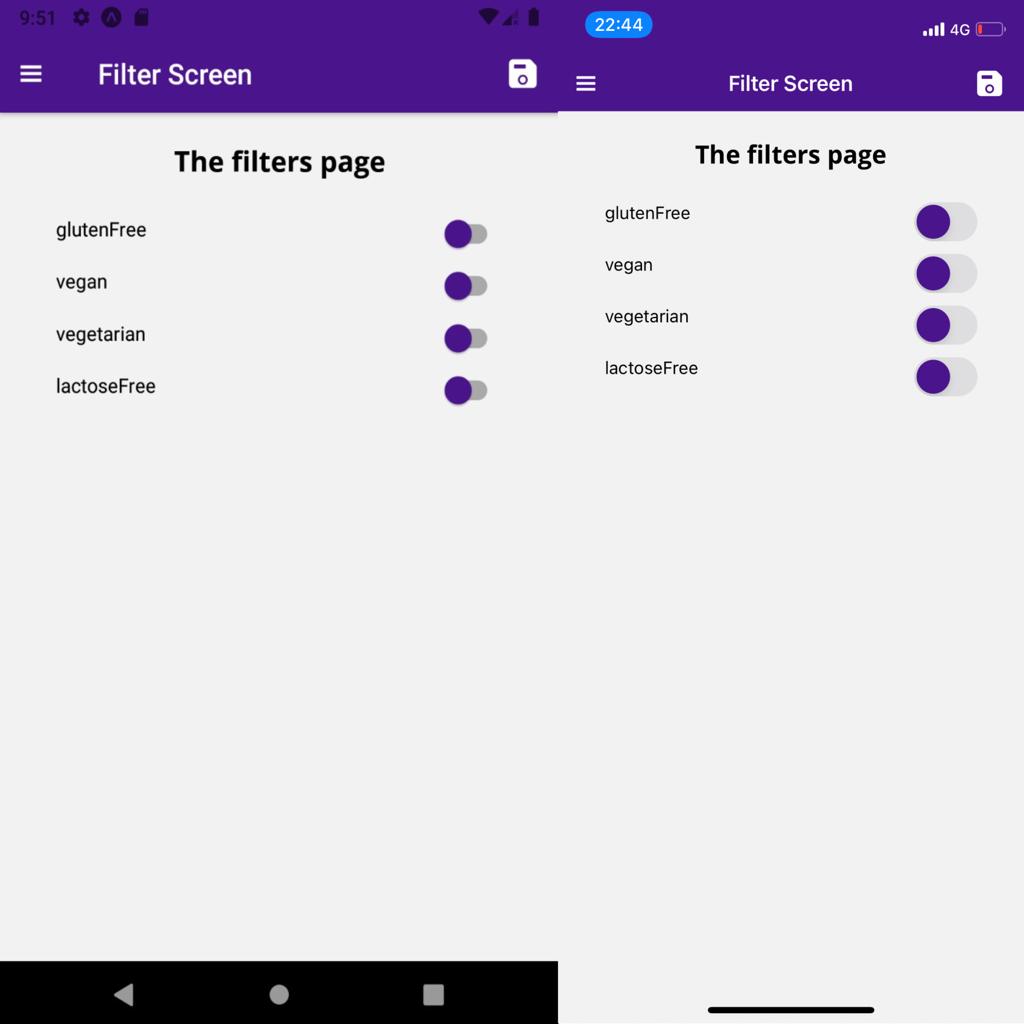 9:51
Filter Screen
The filters page
glutenFree
vegan
vegetarian
lactoseFree
22:44
4G
Filter Screen
The filters page
glutenFree
vegan
vegetarian
lactoseFree